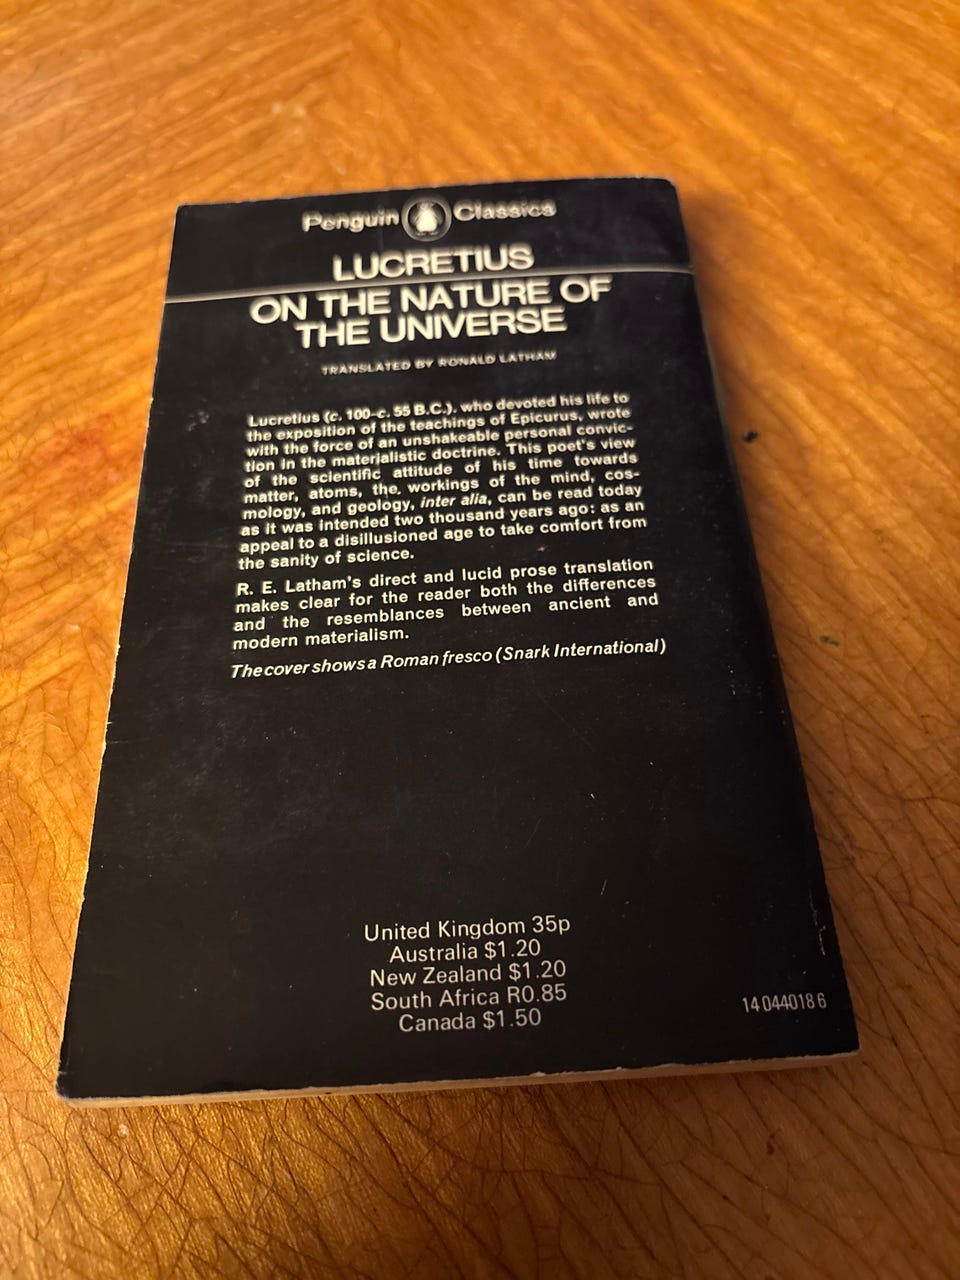 Penguin Classics
LUCRETIUS
ON THE NATURE OF
THE UNIVERSE
TRANSLATED BY RONALD LATHAM
Lucretius (c. 100–c. 55 B.C.), who devoted his life to
the exposition of the teachings of Epicurus, wrote
with the force of an unshakeable personal convic-
tion in the materialistic doctrine. This poet's view
of the scientific attitude of his time towards
matter, atoms, the workings of the mind, cos-
mology, and geology, inter alia, can be read today
as it was intended two thousand years ago: as an
appeal to a disillusioned age to take comfort from
the sanity of science.
R. E. Latham's direct and lucid prose translation
makes clear for the reader both the differences
and the resemblances between ancient and
modern materialism.
The cover shows a Roman fresco (Snark International)
United Kingdom 35p
Australia $1.20
New Zealand $1.20
South Africa R0.85
Canada $1.50
14 044018 6